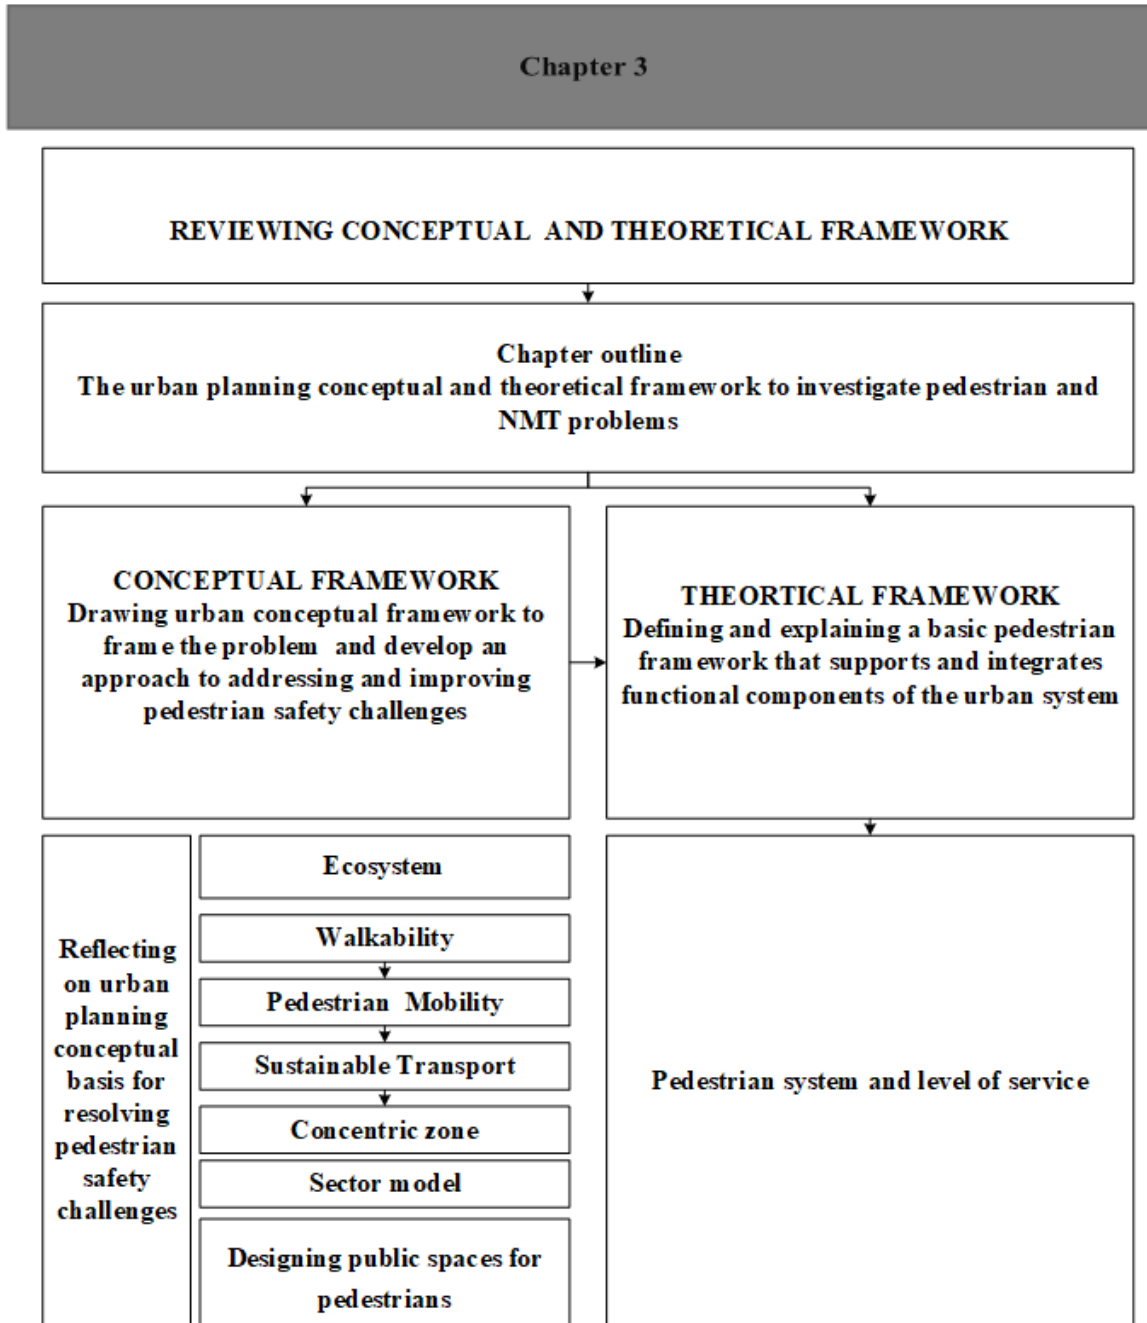 Chapter 3
REVIEWING CONCEPTUAL AND THEORETICAL FRAMEWORK
Chapter outline
The urban planning conceptual and theoretical framework to investigate pedestrian and
NMT problems
CONCEPTUAL FRAMEWORK
Drawing urban conceptual framework to
frame the problem and develop an
approach to addressing and improving
pedestrian safety challenges
THEORTICAL FRAMEWORK
Defining and explaining a basic pedestrian
framework that supports and integrates
functional components of the urban system
Reflecting
on urban
planning
conceptual
basis for
resolving
pedestrian
safety
challenges
Ecosystem
Walkability
Pedestrian Mobility
Sustainable Transport
Concentric zone
Sector model
Designing public spaces for
pedestrians
Pedestrian system and level of service